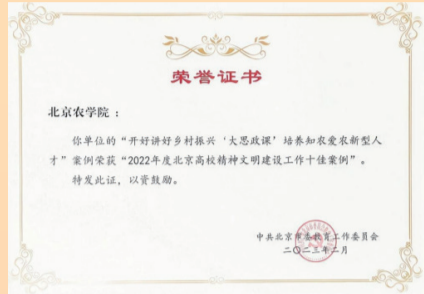 荣誉证书
北京农学院：
你单位的“开好讲好乡村振兴‘大思政课’培养知农爱农新型人
才”案例荣获“2022年度北京高校精神文明建设工作十佳案例”。
特发此证，以资鼓励。
中共北京市委教育工作委员会
二〇二三年二月